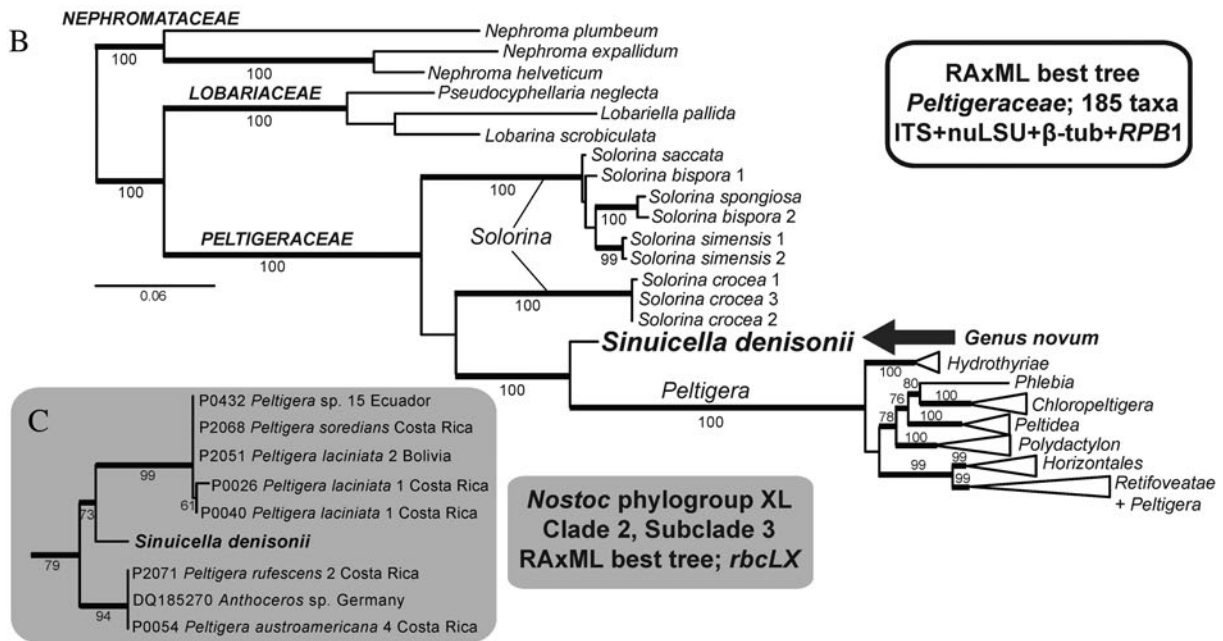 B
NEPHROMATACEAE
Nephroma plumbeum
100
Nephroma expallidum
100
Nephroma helveticum
LOBARIACEAE
Pseudocyphellaria neglecta
100
Lobariella pallida
Lobarina scrobiculata
100
RAxML best tree
Peltigeraceae; 185 taxa
ITS+nuLSU+β-tub+RPB1
Solorina saccata
100
Solorina bispora 1
Solorina spongiosa
100
Solorina bispora 2
PELTIGERACEAE
100
Solorina
Solorina simensis 1
99
Solorina simensis 2
0.06
Solorina crocea 1
100
Solorina crocea 3
Solorina crocea 2
Sinuicella denisonii
Genus novum
100
Peltigera
100
100
Hydrothyriae
80
Phlebia
76
100
Chloropeltigera
78
100
Peltidea
100
Polydactylon
99
99
Horizontales
99
Retifoveatae
+ Peltigera
C
P0432 Peltigera sp. 15 Ecuador
P2068 Peltigera soredians Costa Rica
99
P2051 Peltigera laciniata 2 Bolivia
P0026 Peltigera laciniata 1 Costa Rica
61
P0040 Peltigera laciniata 1 Costa Rica
73
Sinuicella denisonii
79
P2071 Peltigera rufescens 2 Costa Rica
94
DQ185270 Anthoceros sp. Germany
P0054 Peltigera austroamericana 4 Costa Rica
Nostoc phylogroup XL
Clade 2, Subclade 3
RAxML best tree; rbcLX